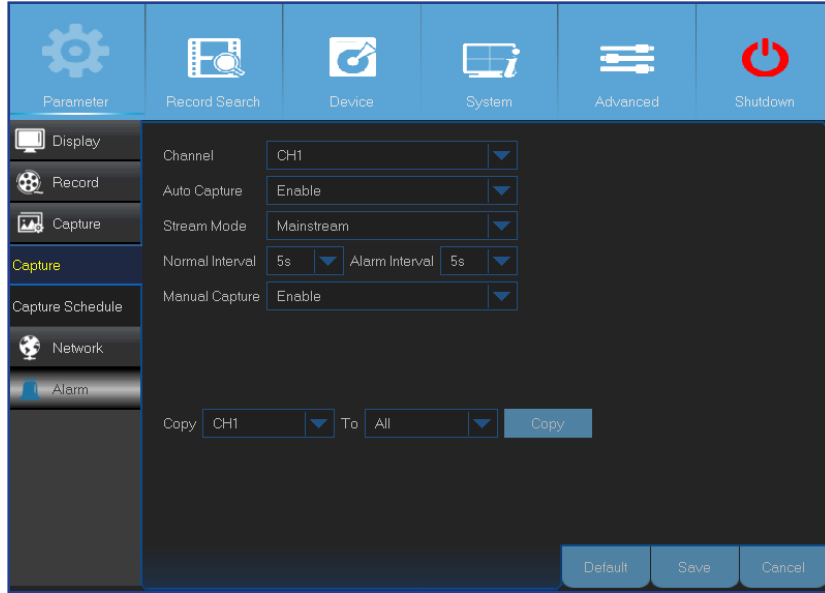 Parameter Record Search Device System Advanced Shutdown
Display
Record
Capture
Capture
Capture Schedule
Network
Alarm
Channel CH1
Auto Capture Enable
Stream Mode Mainstream
Normal Interval 5s Alarm Interval 5s
Manual Capture Enable
Copy CH1 To All Copy
Default Save Cancel